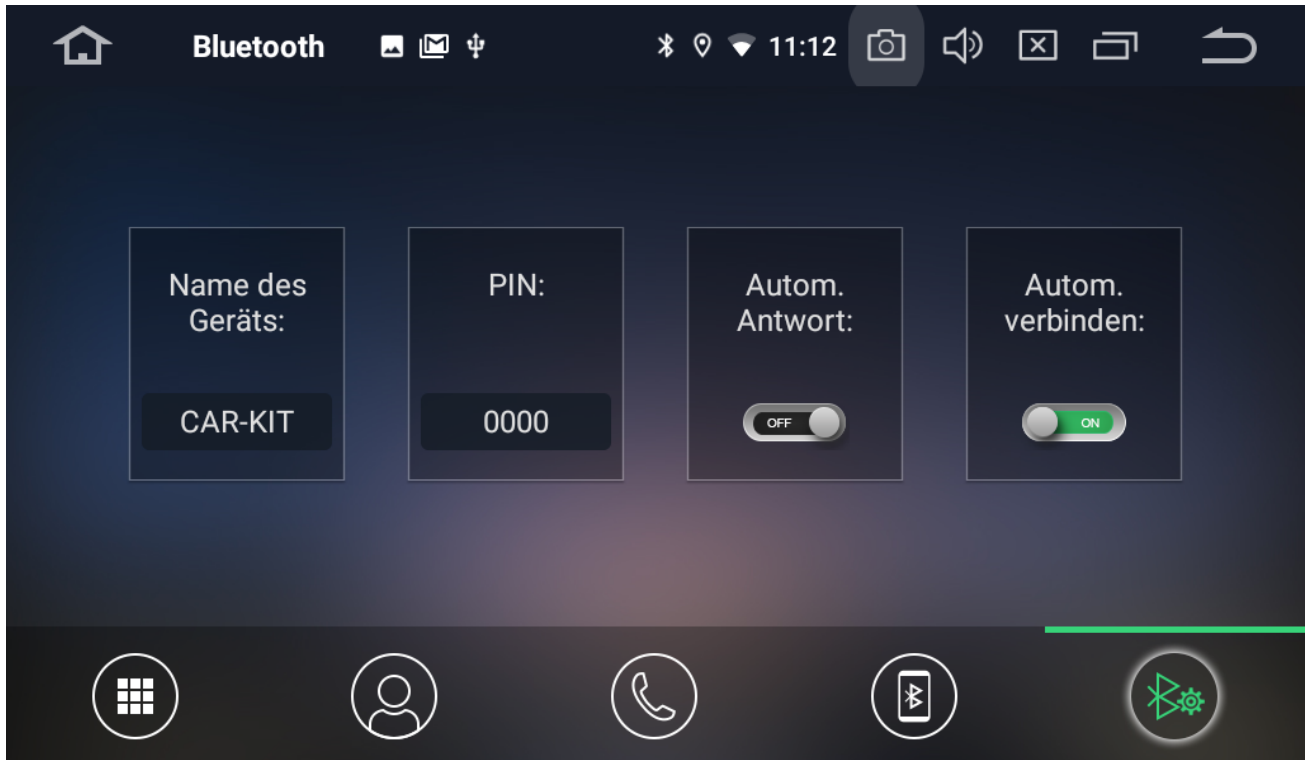 Bluetooth
11:12
Name des
Geräts:
CAR-KIT
PIN:
0000
Autom.
Antwort:
OFF
Autom.
verbinden:
ON